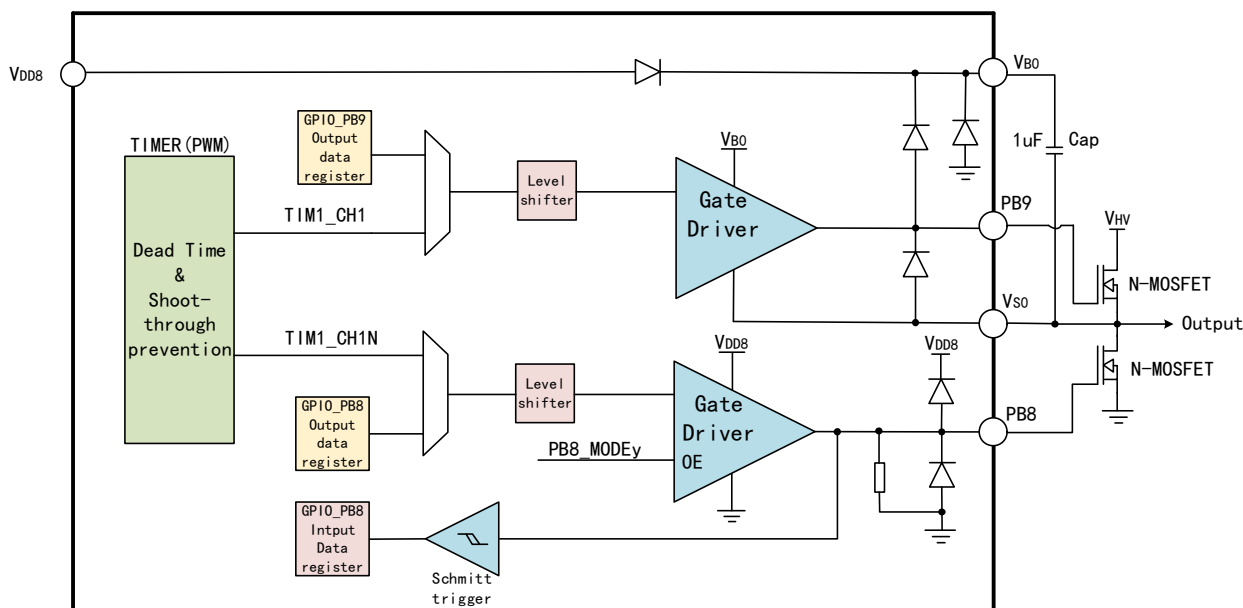 VDD8
VB0
GPIO_PB9
Output
data
register
TIMER(PWM)
1uF
Cap
Level
shifter
VB0
Gate
Driver
PB9
VHV
TIM1_CH1
Dead Time
&
Shoot-
through
prevention
N-MOSFET
VS0
Output
TIM1_CH1N
VDD8
VDD8
N-MOSFET
Level
shifter
Gate
Driver
OE
PB8
GPIO_PB8
Output
data
register
PB8_MODEy
GPIO_PB8
Intput
Data
register
Schmitt
trigger